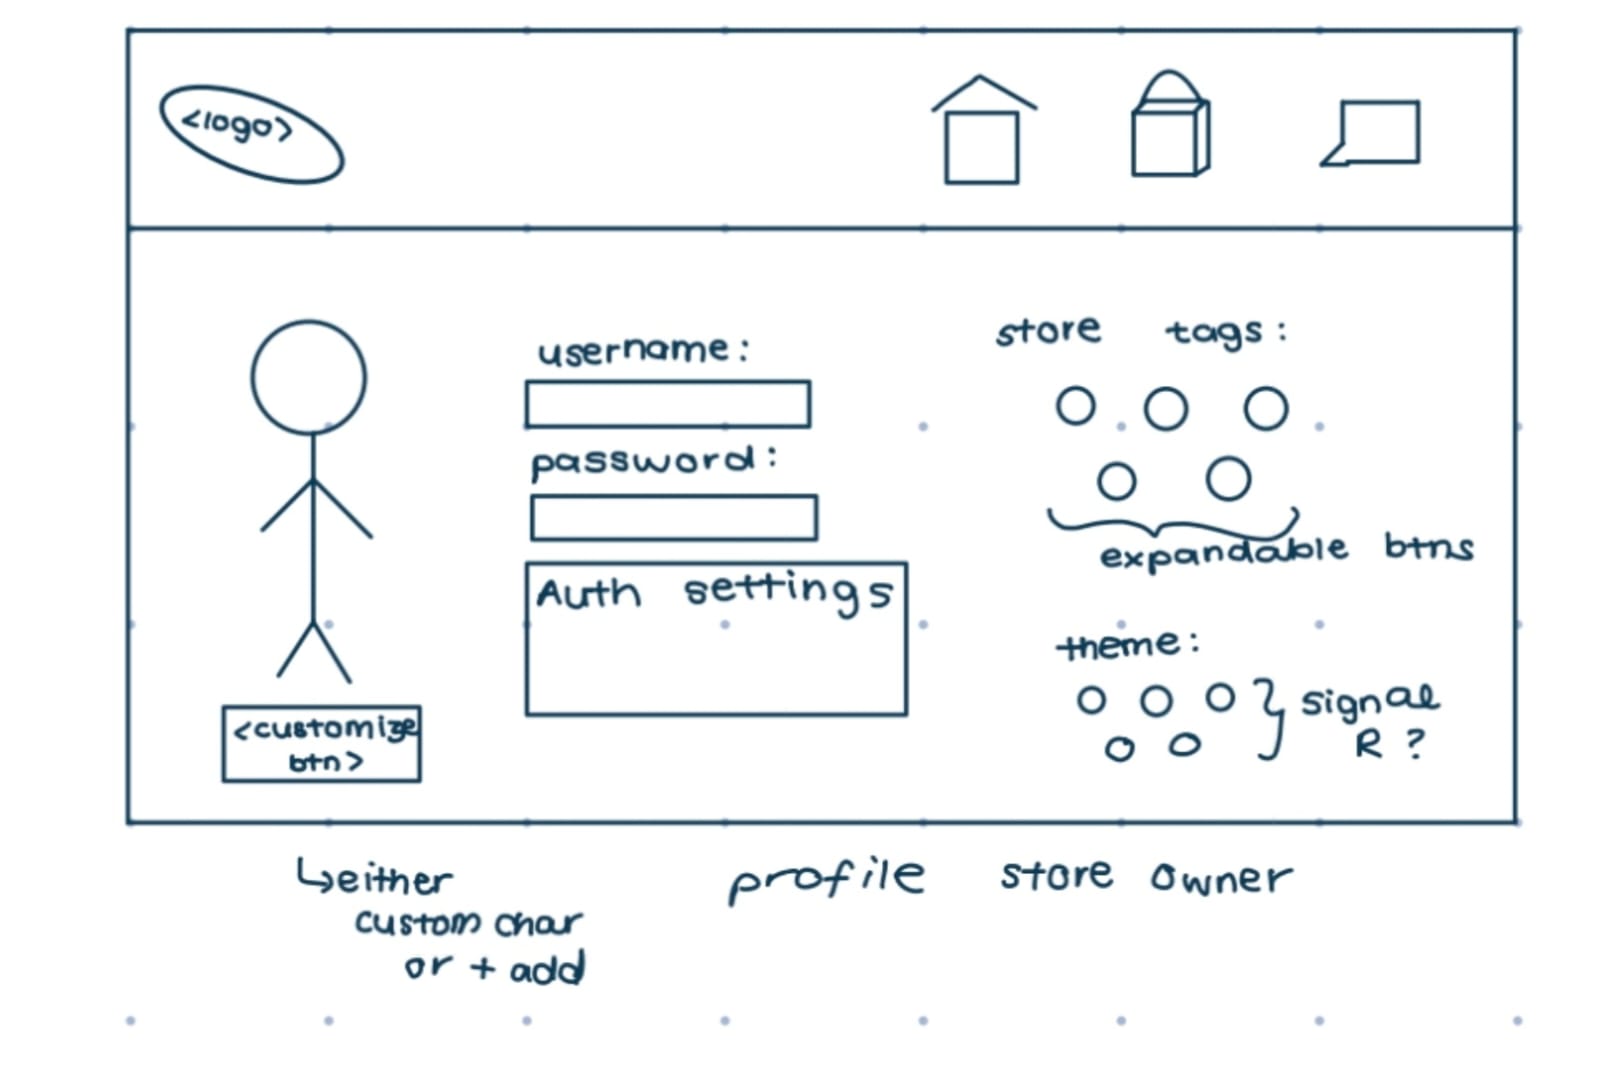 <logo>
username:
password:
Auth settings
<customize
btn>
store tags:
expandable btns
theme:
signal
R ?
either
custom char
or + add
profile store owner